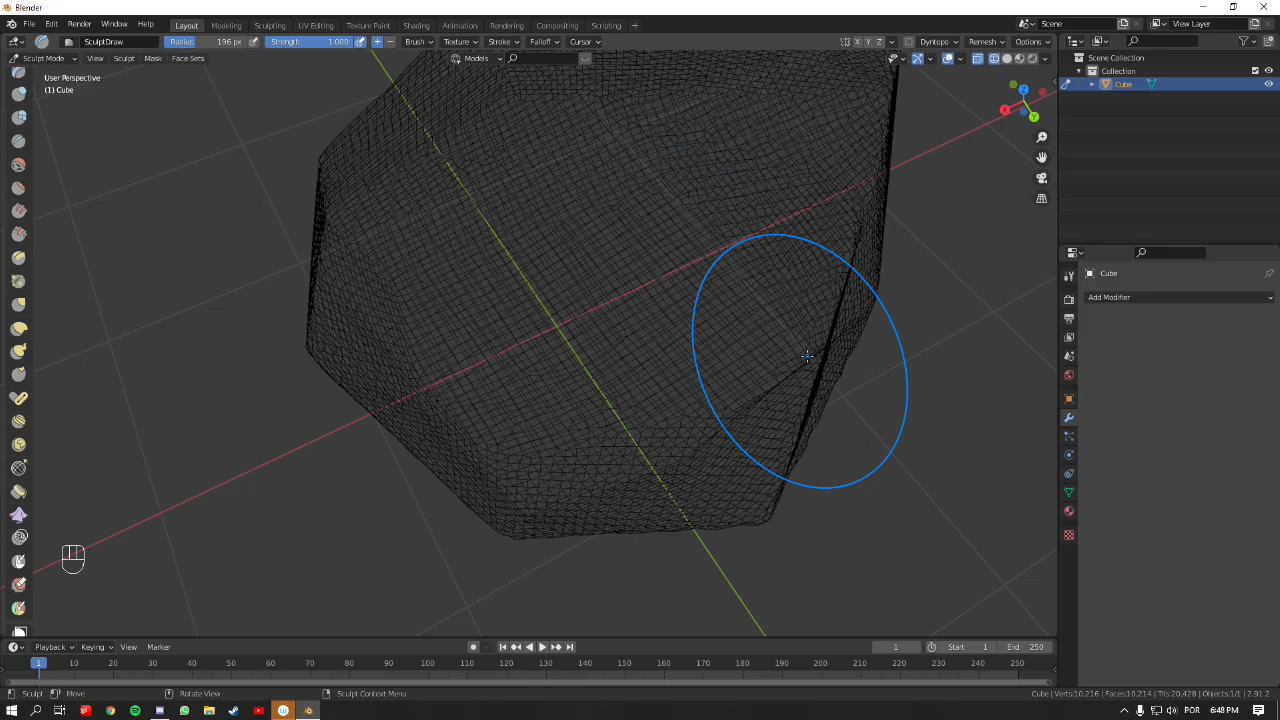 Blender
File Edit Render Window Help Layout Modeling Sculpting UV Editing Texture Paint Shading Animation Rendering Compositing Scripting + Scene View Layer
SculptDraw Radius 196 px Strength 1.000 Brush Texture Stroke Falloff Cursor X Y Z Dyntopo Remesh Options
Sculpt Mode View Sculpt Mask Face Sets Models
User Perspective
(1) Cube
Scene Collection
Collection
Cube
X Y Z
Cube
Add Modifier
Playback Keying View Marker 1 Start 1 End 250
1 10 20 30 40 50 60 70 80 90 100 110 120 130 140 150 160 170 180 190 200 210 220 230 240 250
Sculpt Move Rotate View Sculpt Context Menu Cube | Verts:10,216 | Faces:10,214 | Tris:20,428 | Objects:1/1 | 2.91.2
POR 6:48 PM